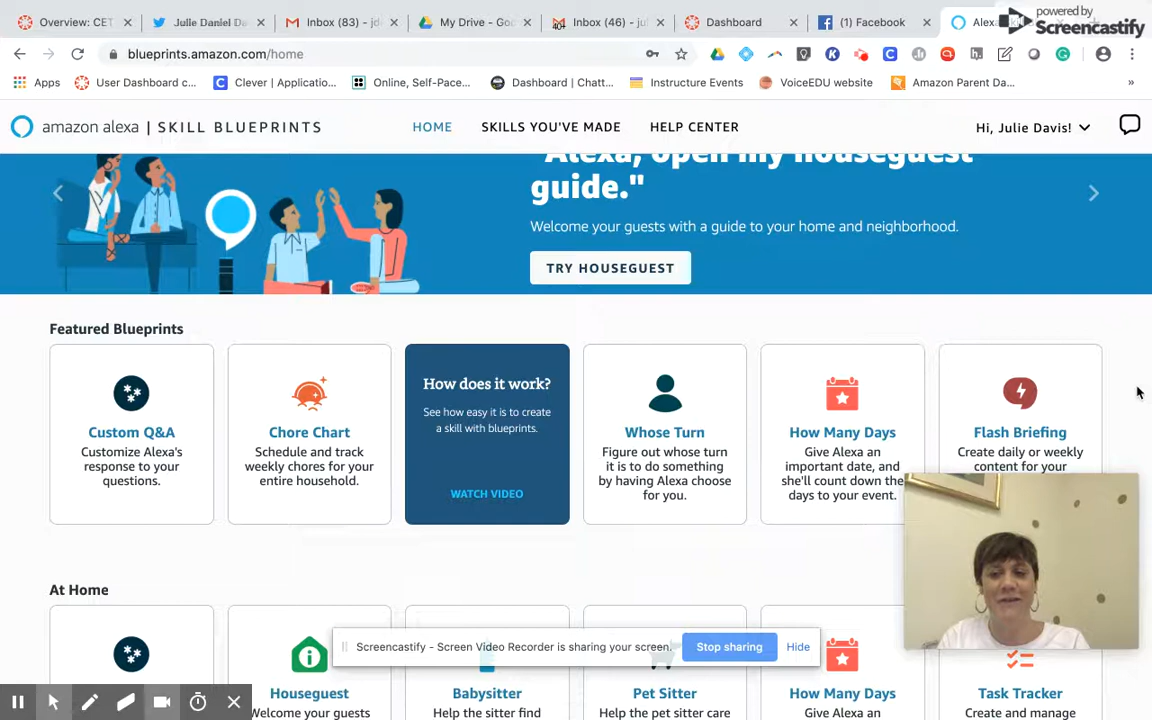 Overview: CET
Julie Daniel Da
Inbox (83) - jd
My Drive - Goo
Inbox (46) - jul
Dashboard
(1) Facebook
Alexa
powered by
Screencastify
blueprints.amazon.com/home
Apps
User Dashboard c...
Clever | Applicatio...
Online, Self-Pace...
Dashboard | Chatt...
Instructure Events
VoiceEDU website
Amazon Parent Da...
»
amazon alexa | SKILL BLUEPRINTS
HOME
SKILLS YOU'VE MADE
HELP CENTER
Hi, Julie Davis!
"Alexa, open my houseguest
guide."
Welcome your guests with a guide to your home and neighborhood.
TRY HOUSEGUEST
Featured Blueprints
Custom Q&A
Customize Alexa's
response to your
questions.
Chore Chart
Schedule and track
weekly chores for your
entire household.
How does it work?
See how easy it is to create
a skill with blueprints.
WATCH VIDEO
Whose Turn
Figure out whose turn
it is to do something
by having Alexa choose
for you.
How Many Days
Give Alexa an
important date, and
she'll count down the
days to your event.
Flash Briefing
Create daily or weekly
content for your
At Home
Screencastify - Screen Video Recorder is sharing your screen.
Stop sharing
Hide
Houseguest
Welcome your guests
Babysitter
Help the sitter find
Pet Sitter
Help the pet sitter care
How Many Days
Give Alexa an
Task Tracker
Create and manage